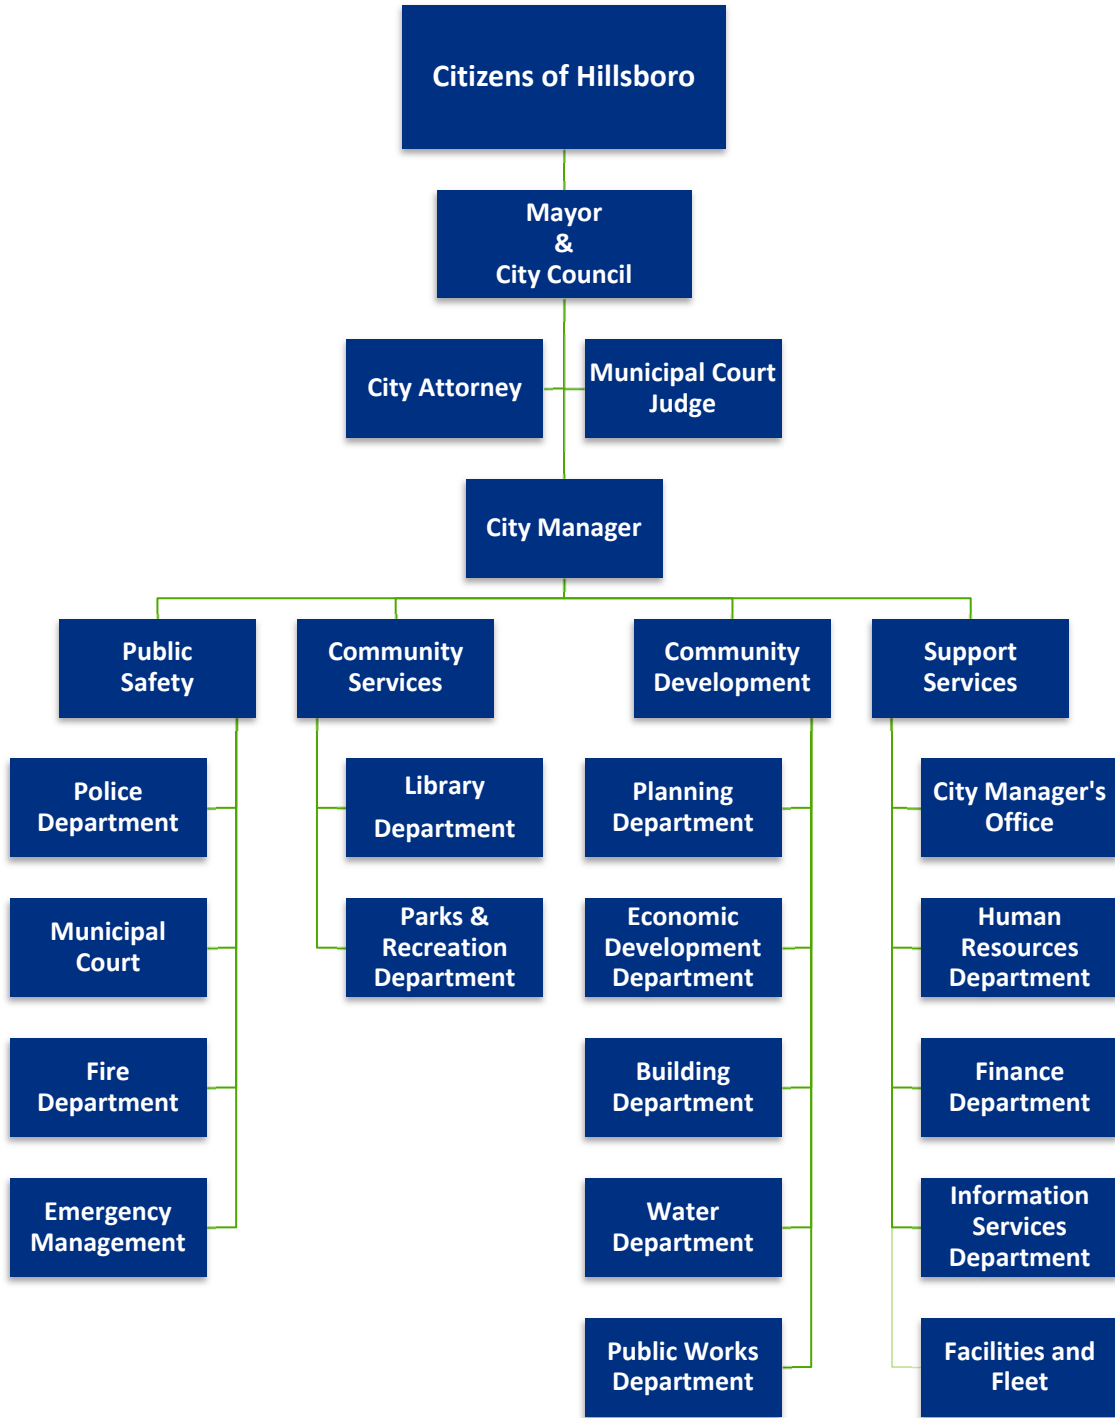 Citizens of Hillsboro
Mayor
&
City Council
City Attorney
Municipal Court
Judge
City Manager
Public
Safety
Community
Services
Community
Development
Support
Services
Police
Department
Municipal
Court
Fire
Department
Emergency
Management
Library
Department
Parks &
Recreation
Department
Planning
Department
Economic
Development
Department
Building
Department
Water
Department
Public Works
Department
City Manager's
Office
Human
Resources
Department
Finance
Department
Information
Services
Department
Facilities and
Fleet